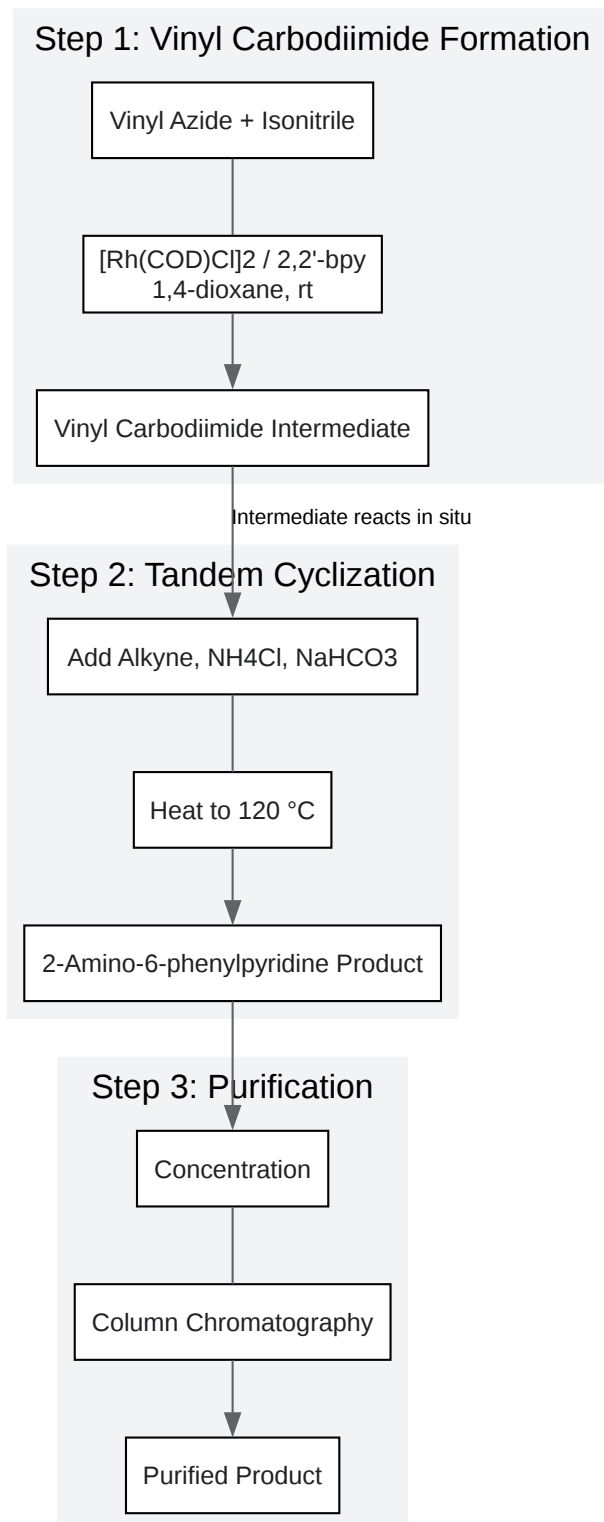 Step 1: Vinyl Carbodiimide Formation
Vinyl Azide + Isonitrile
[Rh(COD)Cl]2 / 2,2'-bpy
1,4-dioxane, rt
Vinyl Carbodiimide Intermediate
Intermediate reacts in situ
Step 2: Tandem Cyclization
Add Alkyne, NH4Cl, NaHCO3
Heat to 120 °C
2-Amino-6-phenylpyridine Product
Step 3: Purification
Concentration
Column Chromatography
Purified Product